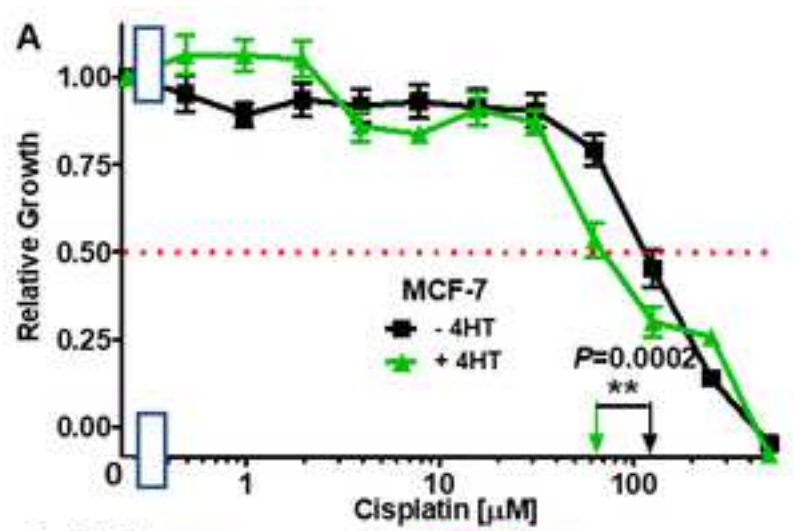 A
1.00
0.75
0.50
0.25
0.00
Relative Growth
MCF-7
- 4HT
+ 4HT
P=0.0002
**
0 1 10 100
Cisplatin [μM]